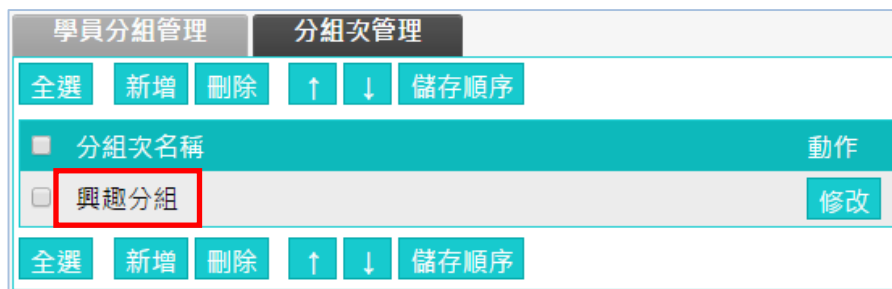 學員分組管理 分組次管理
全選 新增 刪除 ↑ ↓ 儲存順序
分組次名稱 動作
興趣分組 修改
全選 新增 刪除 ↑ ↓ 儲存順序